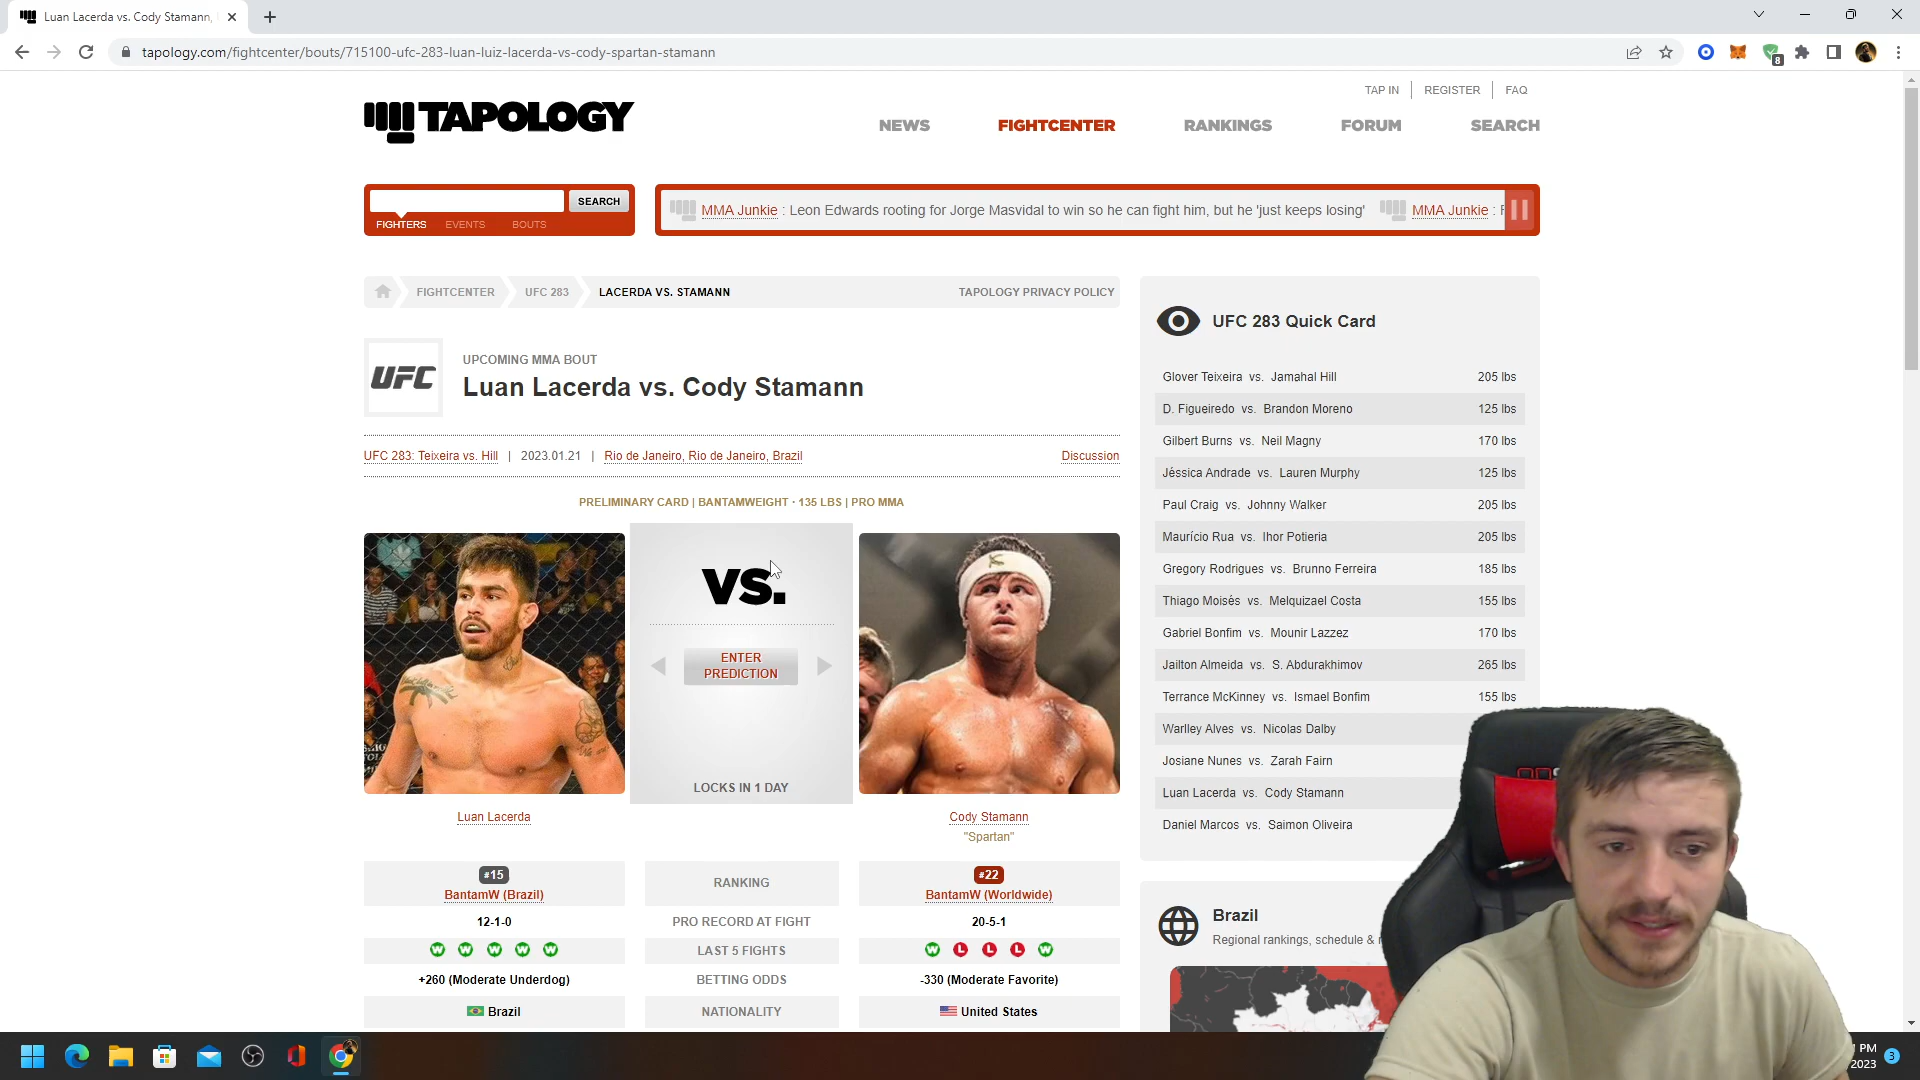 Luan Lacerda vs. Cody Stamann,
tapology.com/fightcenter/bouts/715100-ufc-283-luan-luiz-lacerda-vs-cody-spartan-stamann
8
TAP IN
REGISTER
FAQ
TAPOLOGY
NEWS
FIGHTCENTER
RANKINGS
FORUM
SEARCH
SEARCH
FIGHTERS
EVENTS
BOUTS
MMA Junkie : Leon Edwards rooting for Jorge Masvidal to win so he can fight him, but he 'just keeps losing'
MMA Junkie :
FIGHTCENTER
UFC 283
LACERDA VS. STAMANN
TAPOLOGY PRIVACY POLICY
UFC
UPCOMING MMA BOUT
Luan Lacerda vs. Cody Stamann
UFC 283: Teixeira vs. Hill | 2023.01.21 | Rio de Janeiro, Rio de Janeiro, Brazil
Discussion
PRELIMINARY CARD | BANTAMWEIGHT · 135 LBS | PRO MMA
VS.
ENTER
PREDICTION
LOCKS IN 1 DAY
Luan Lacerda
Cody Stamann
"Spartan"
#15
BantamW (Brazil)
RANKING
#22
BantamW (Worldwide)
12-1-0
PRO RECORD AT FIGHT
20-5-1
W W W W W
LAST 5 FIGHTS
W L L L W
+260 (Moderate Underdog)
BETTING ODDS
-330 (Moderate Favorite)
Brazil
NATIONALITY
United States
UFC 283 Quick Card
Glover Teixeira vs. Jamahal Hill 205 lbs
D. Figueiredo vs. Brandon Moreno 125 lbs
Gilbert Burns vs. Neil Magny 170 lbs
Jéssica Andrade vs. Lauren Murphy 125 lbs
Paul Craig vs. Johnny Walker 205 lbs
Maurício Rua vs. Ihor Potieria 205 lbs
Gregory Rodrigues vs. Brunno Ferreira 185 lbs
Thiago Moisés vs. Melquizael Costa 155 lbs
Gabriel Bonfim vs. Mounir Lazzez 170 lbs
Jailton Almeida vs. S. Abdurakhimov 265 lbs
Terrance McKinney vs. Ismael Bonfim 155 lbs
Warlley Alves vs. Nicolas Dalby
Josiane Nunes vs. Zarah Fairn
Luan Lacerda vs. Cody Stamann
Daniel Marcos vs. Saimon Oliveira
Brazil
Regional rankings, schedule &
PM
2023
3